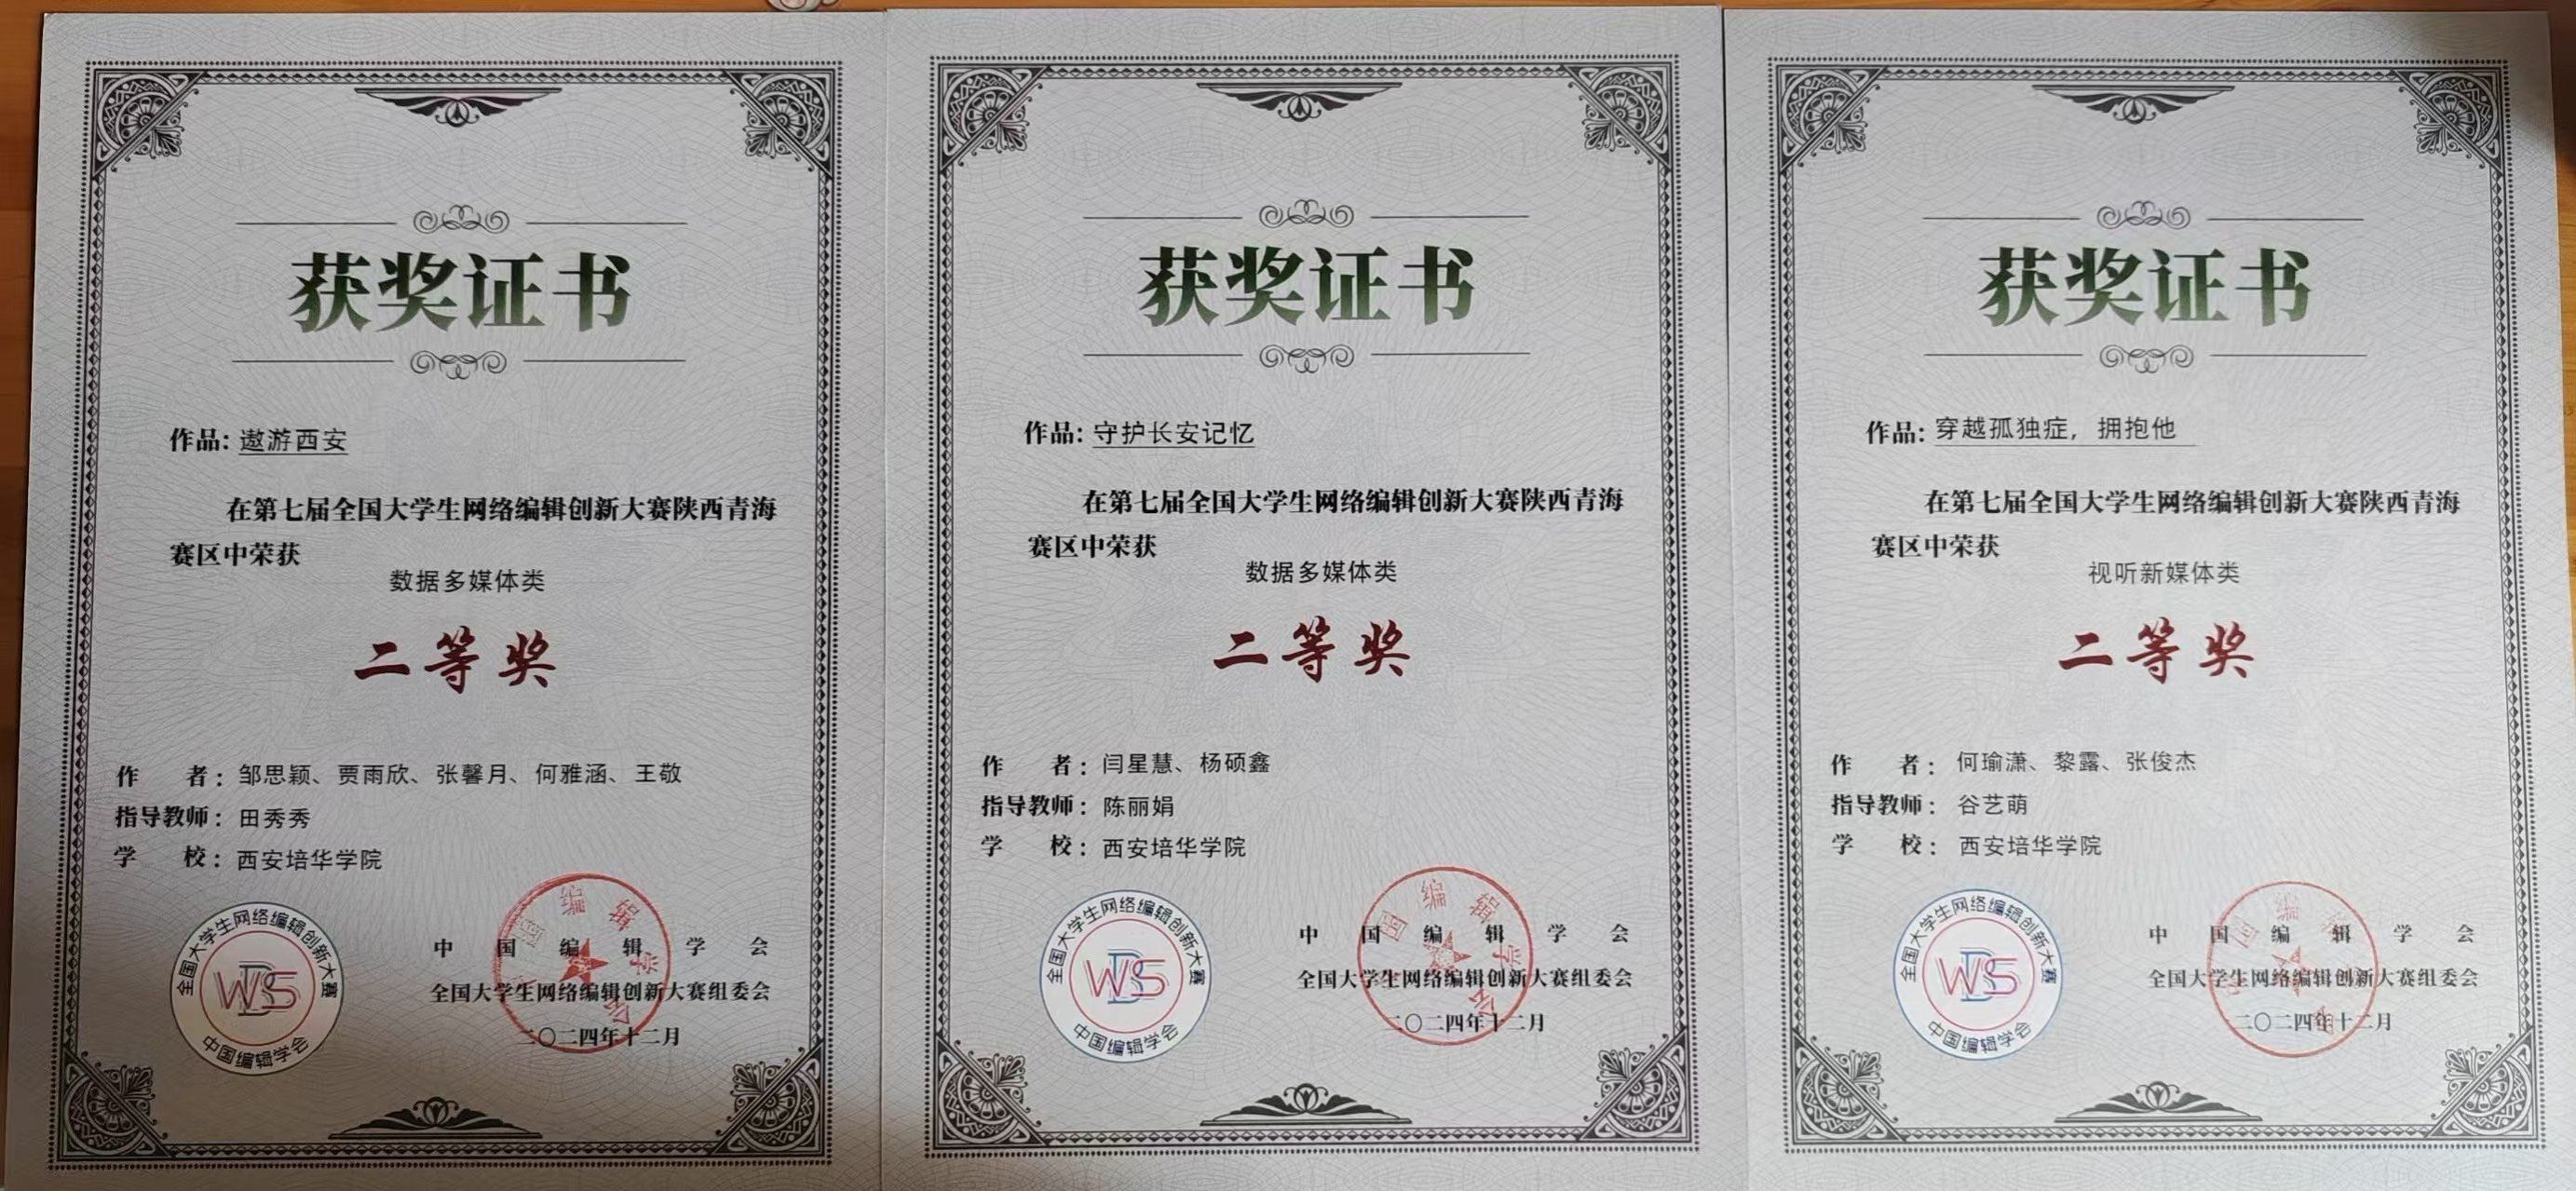 获奖证书
作品: 遨游西安
在第七届全国大学生网络编辑创新大赛陕西青海
赛区中荣获
数据多媒体类
二等奖
作 者: 邹思颖、贾雨欣、张馨月、何雅涵、王敬
指导教师: 田秀秀
学 校: 西安培华学院
全国大学生网络编辑创新大赛
WBS
中国编辑学会
中国编辑学会
全国大学生网络编辑创新大赛组委会
二〇二四年十二月
获奖证书
作品: 守护长安记忆
在第七届全国大学生网络编辑创新大赛陕西青海
赛区中荣获
数据多媒体类
二等奖
作 者: 闫星慧、杨硕鑫
指导教师: 陈丽娟
学 校: 西安培华学院
全国大学生网络编辑创新大赛
WBS
中国编辑学会
中国编辑学会
全国大学生网络编辑创新大赛组委会
二〇二四年十二月
获奖证书
作品: 穿越孤独症，拥抱他
在第七届全国大学生网络编辑创新大赛陕西青海
赛区中荣获
视听新媒体类
二等奖
作 者: 何瑜潇、黎露、张俊杰
指导教师: 谷艺萌
学 校: 西安培华学院
全国大学生网络编辑创新大赛
WBS
中国编辑学会
中国编辑学会
全国大学生网络编辑创新大赛组委会
二〇二四年十二月